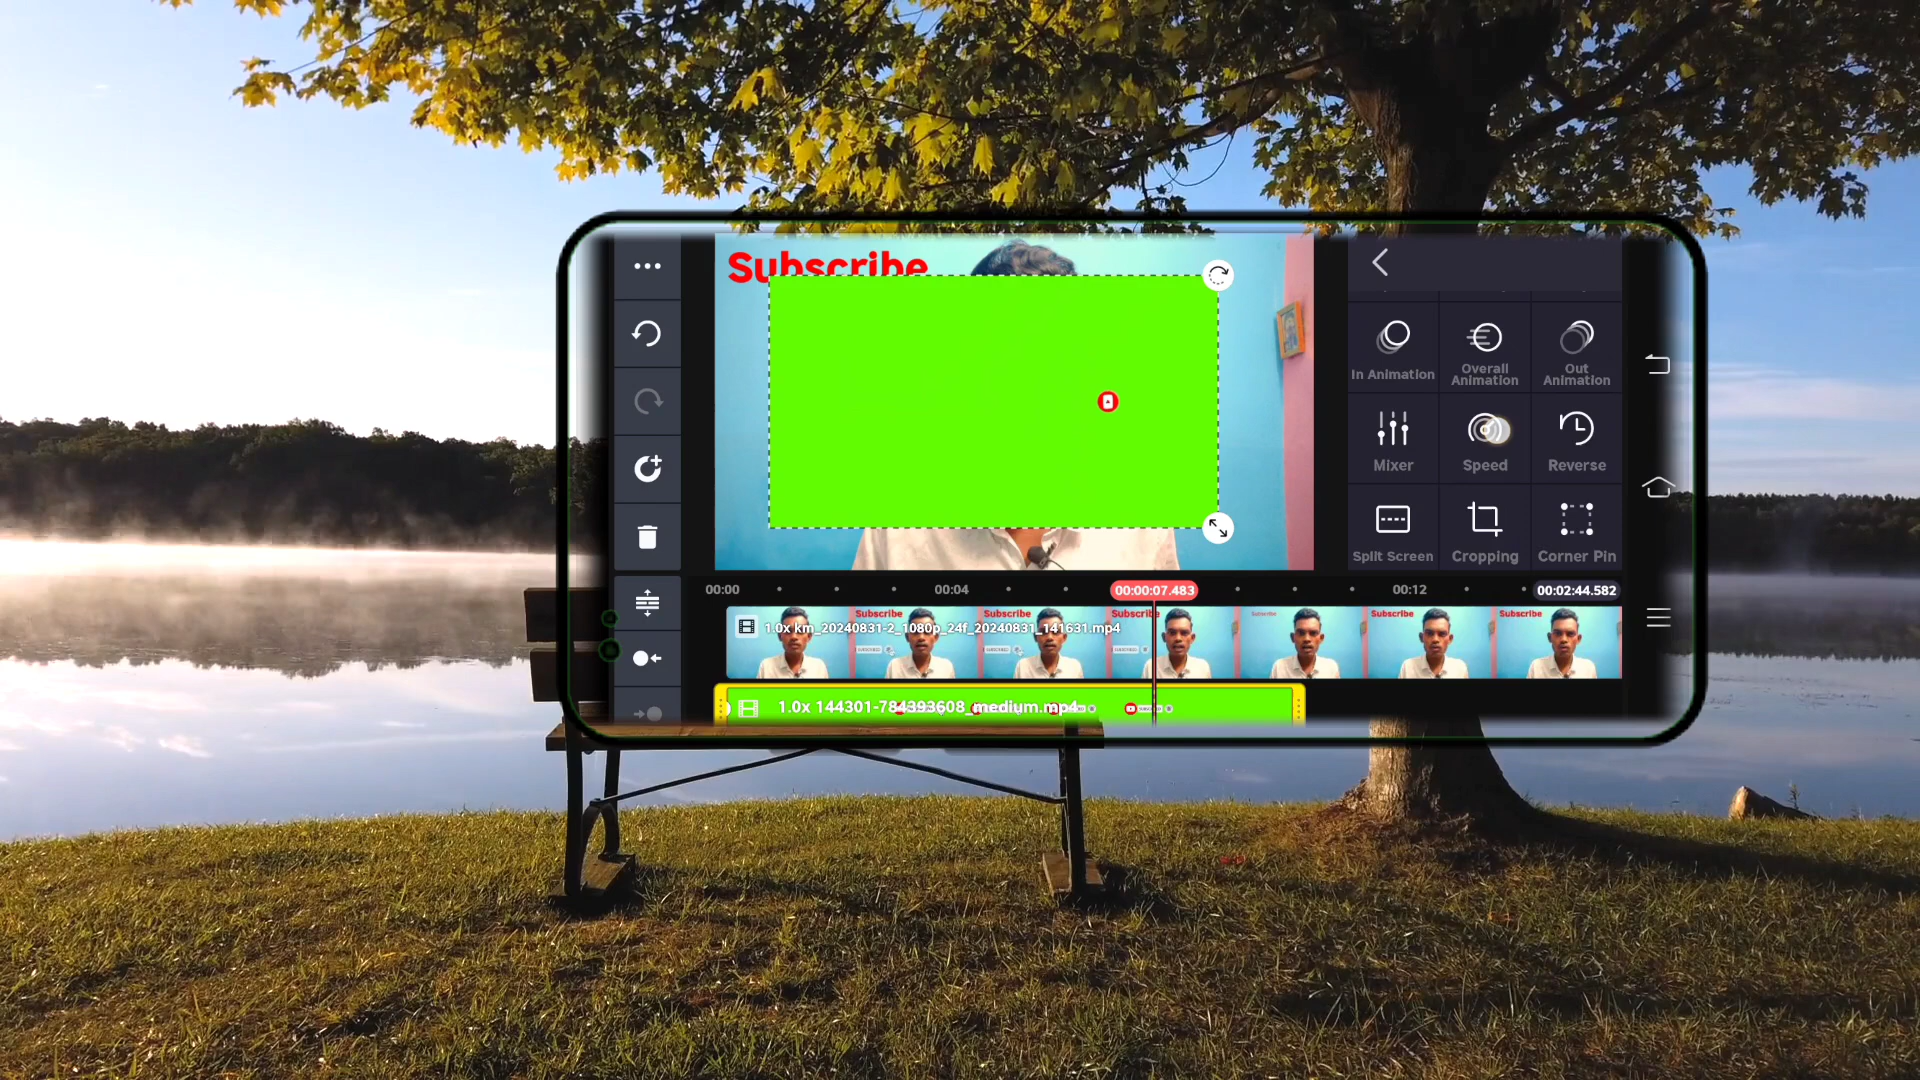 Subscribe
In Animation
Overall Animation
Out Animation
Mixer
Speed
Reverse
Split Screen
Cropping
Corner Pin
00:00
00:04
00:00:07.483
00:12
00:02:44.582
Subscribe
Subscribe
Subscribe
Subscribe
Subscribe
Subscribe
1.0x km_20240831-2_1080p_24f_20240831_141631.mp4
1.0x 144301-784393608_medium.mp4